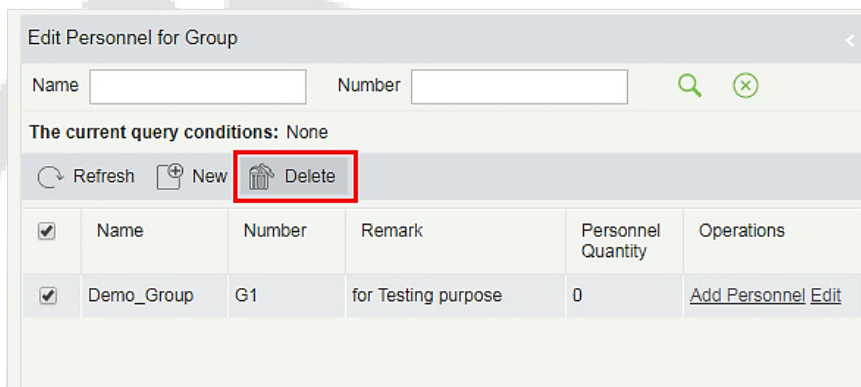 Edit Personnel for Group
Name Number
The current query conditions: None
Refresh New Delete
Name Number Remark Personnel Quantity Operations
Demo_Group G1 for Testing purpose 0 Add Personnel Edit